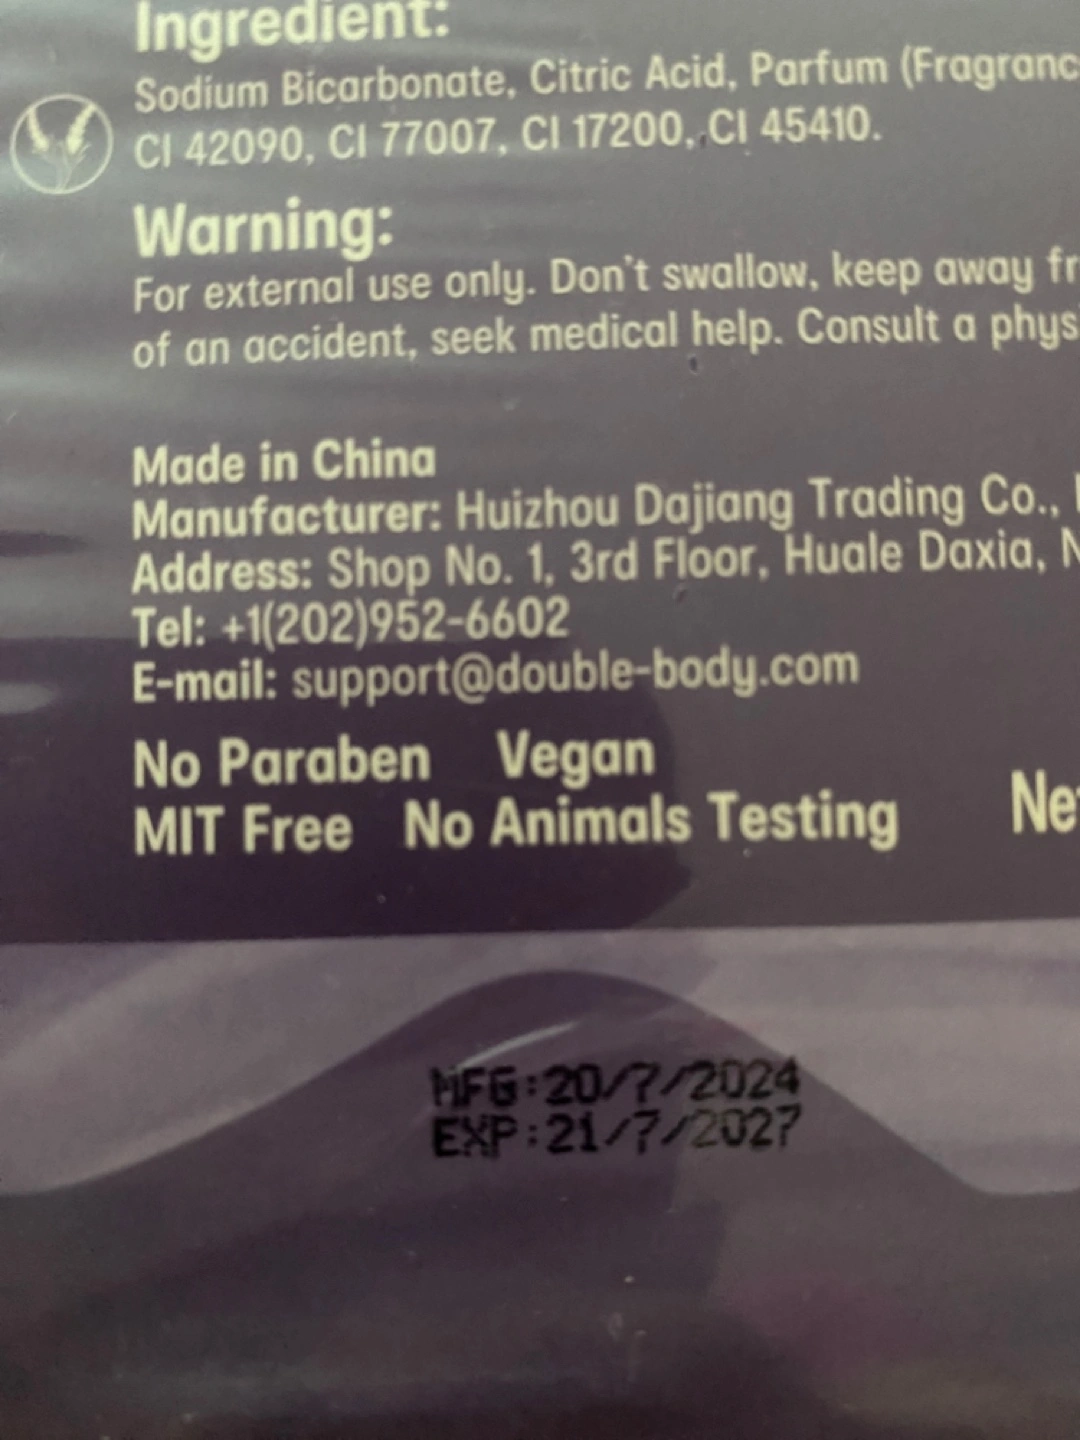 Ingredient:
Sodium Bicarbonate, Citric Acid, Parfum (Fragranc
CI 42090, CI 77007, CI 17200, CI 45410.
Warning:
For external use only. Don't swallow, keep away fr
of an accident, seek medical help. Consult a phys
Made in China
Manufacturer: Huizhou Dajiang Trading Co.,
Address: Shop No. 1, 3rd Floor, Huale Daxia, N
Tel: +1(202)952-6602
E-mail: support@double-body.com
No Paraben Vegan
MIT Free No Animals Testing Net
MFG:20/7/2024
EXP:21/7/2027